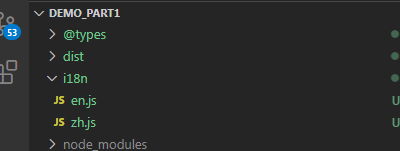 53
DEMO_PART1
@types
dist
i18n
JS en.js U
JS zh.js U
node_modules